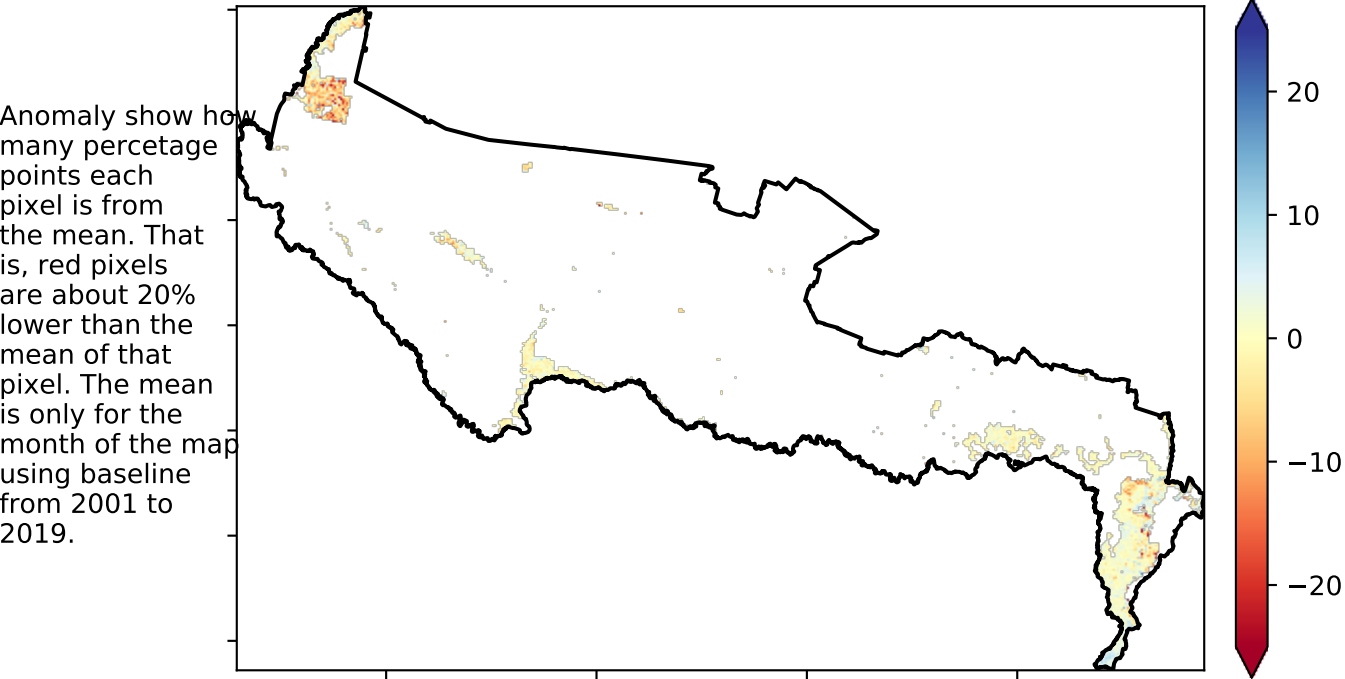 Anomaly show how
many percetage
points each
pixel is from
the mean. That
is, red pixels
are about 20%
lower than the
mean of that
pixel. The mean
is only for the
month of the map
using baseline
from 2001 to
2019.
20
10
0
−10
−20